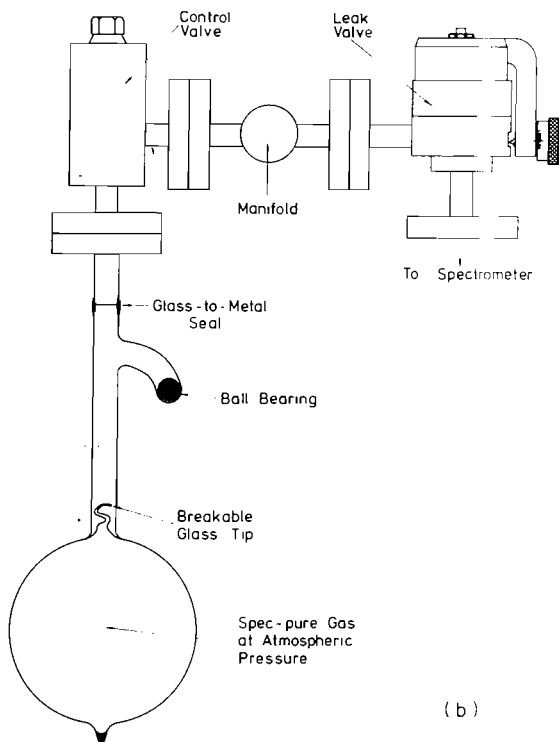 Control
Valve
Leak
Valve
Manifold
To Spectrometer
Glass-to-Metal
Seal
Ball Bearing
Breakable
Glass Tip
Spec-pure Gas
at Atmospheric
Pressure
(b)